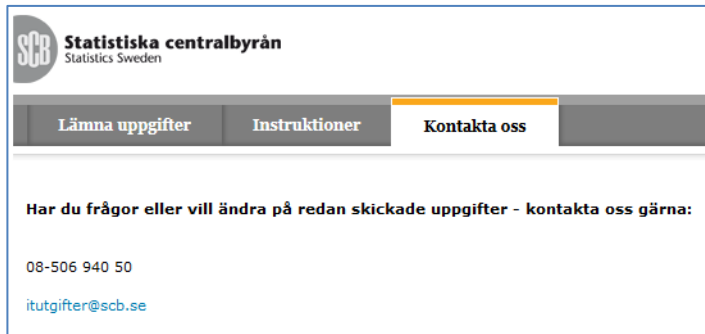 SCB Statistiska centralbyrån
Statistics Sweden
Lämna uppgifter Instruktioner Kontakta oss
Har du frågor eller vill ändra på redan skickade uppgifter - kontakta oss gärna:
08-506 940 50
itutgifter@scb.se